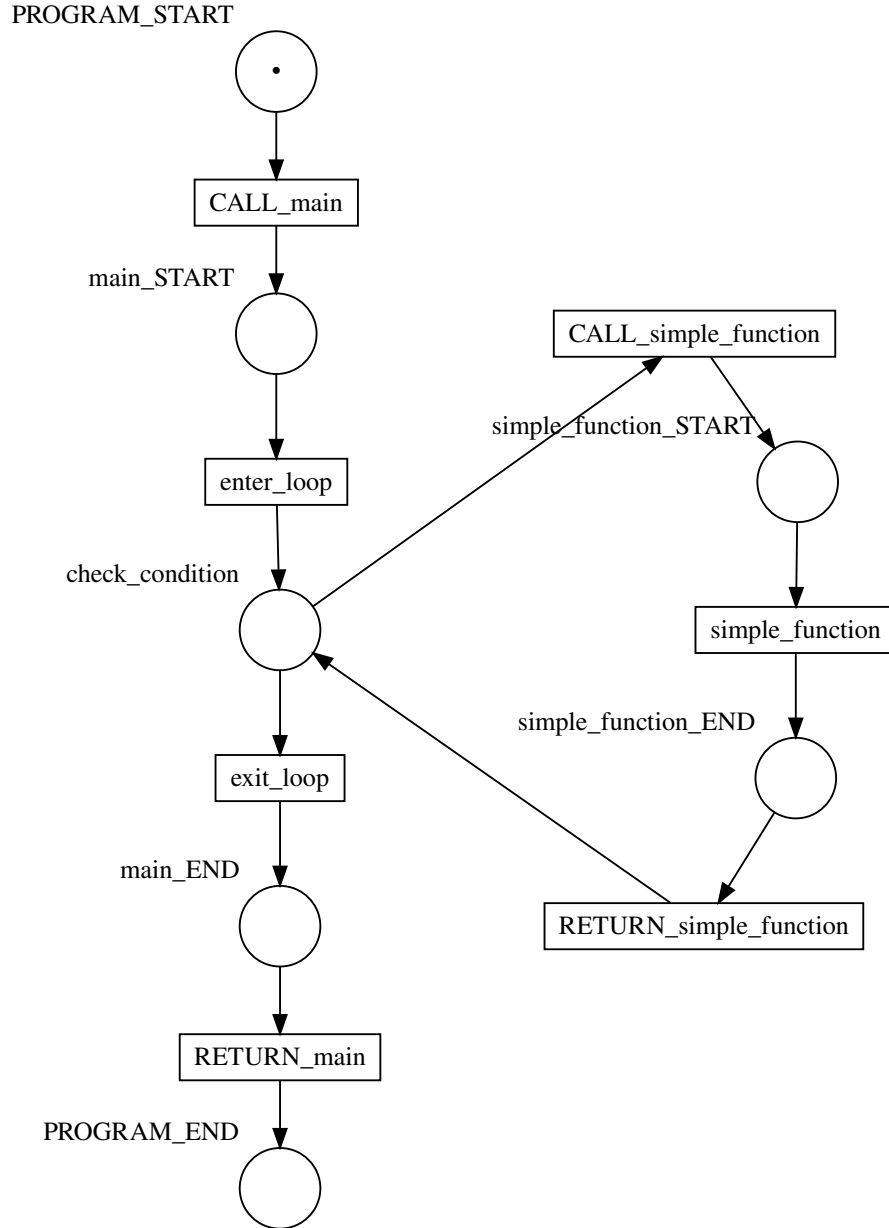 PROGRAM_START
CALL_main
main_START
CALL_simple_function
simple_function_START
enter_loop
check_condition
simple_function
simple_function_END
exit_loop
main_END
RETURN_simple_function
RETURN_main
PROGRAM_END